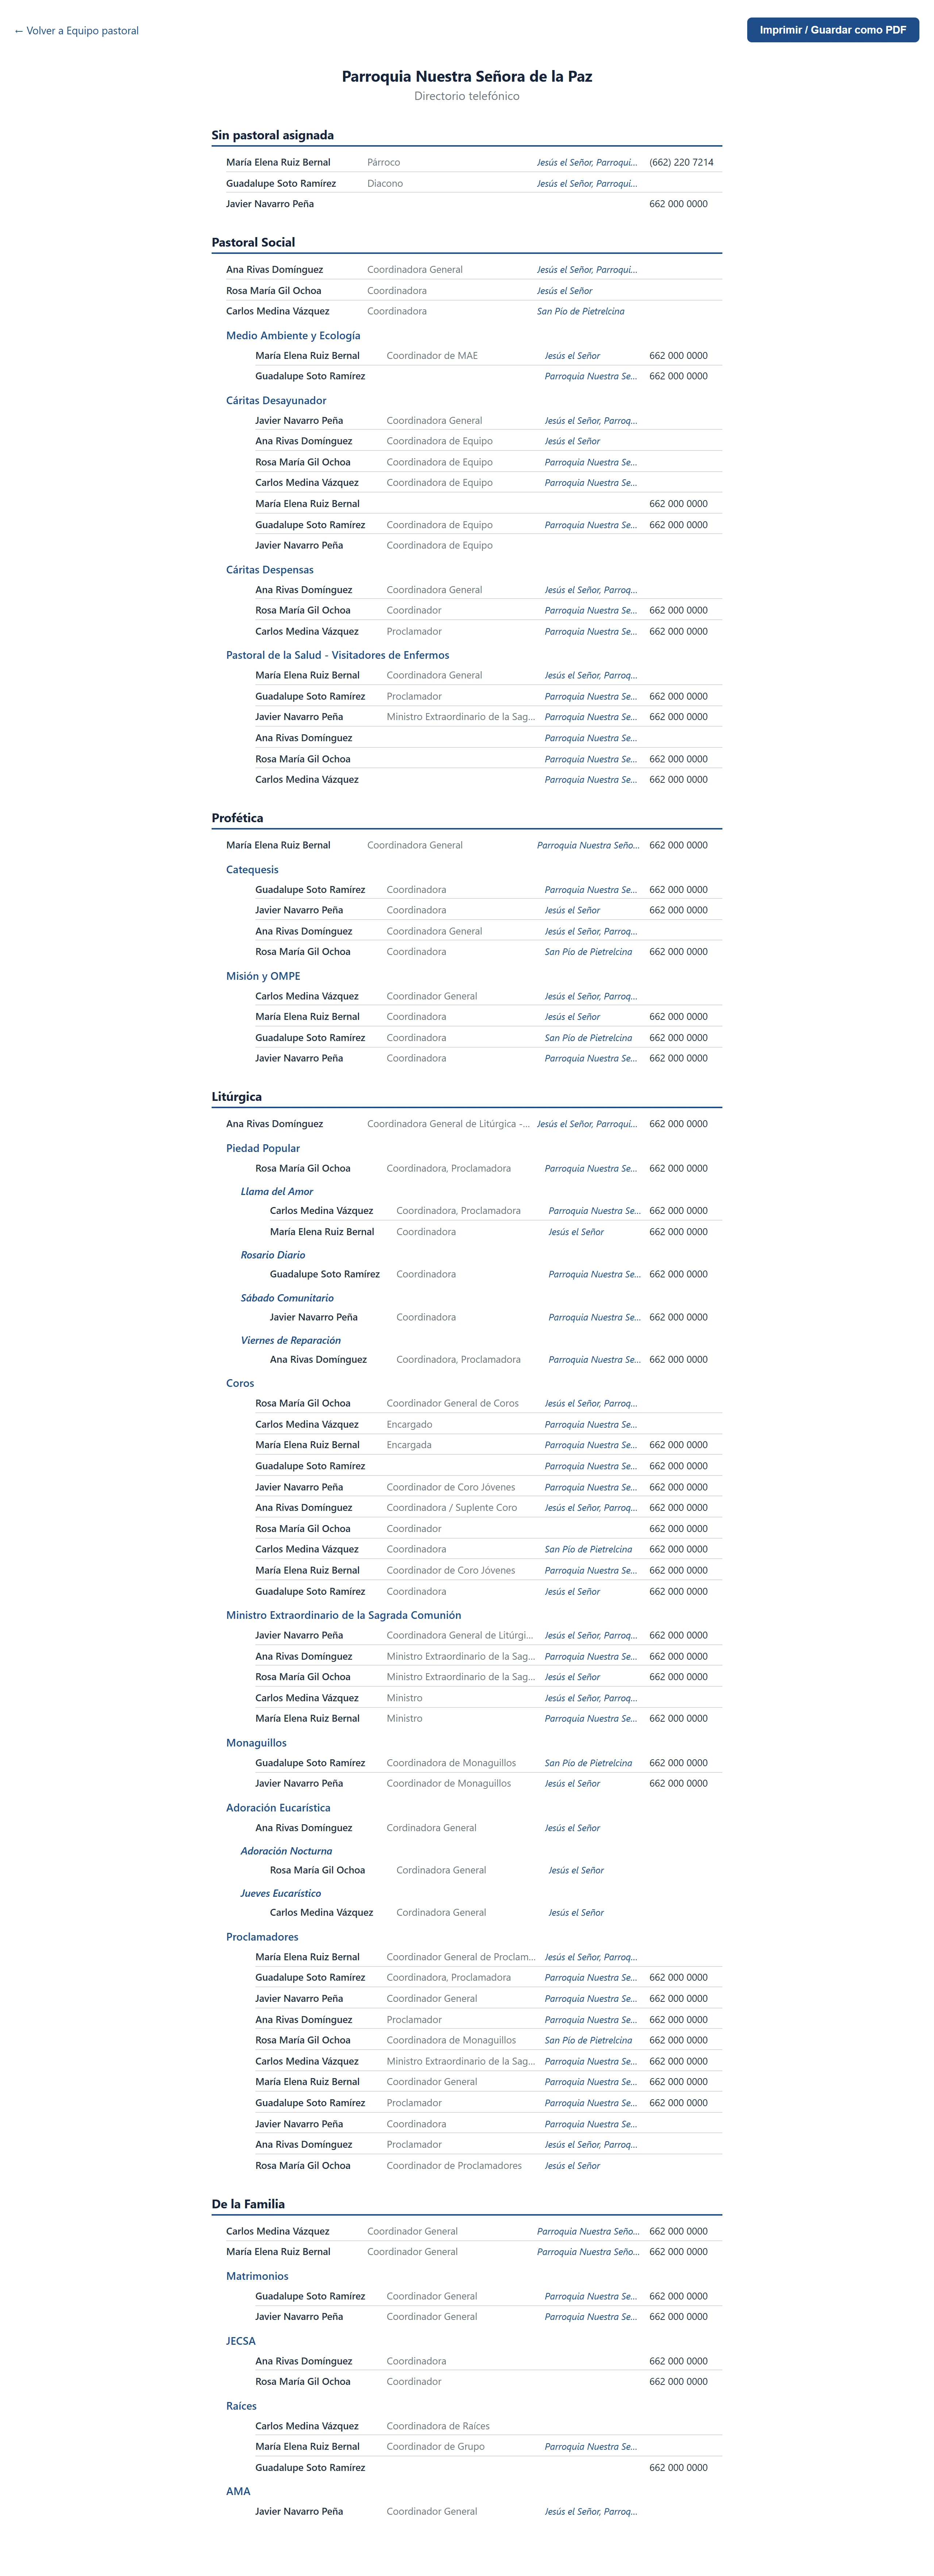 ← Volver a Equipo pastoral
Imprimir / Guardar como PDF
Parroquia Nuestra Señora de la Paz
Directorio telefónico
Sin pastoral asignada
María Elena Ruiz Bernal Párroco Jesús el Señor, Parroqui... (662) 220 7214
Guadalupe Soto Ramírez Diacono Jesús el Señor, Parroqui...
Javier Navarro Peña 662 000 0000
Pastoral Social
Ana Rivas Domínguez Coordinadora General Jesús el Señor, Parroqui...
Rosa María Gil Ochoa Coordinadora Jesús el Señor
Carlos Medina Vázquez Coordinadora San Pío de Pietrelcina
Medio Ambiente y Ecología
María Elena Ruiz Bernal Coordinador de MAE Jesús el Señor 662 000 0000
Guadalupe Soto Ramírez Parroquia Nuestra Se... 662 000 0000
Cáritas Desayunador
Javier Navarro Peña Coordinadora General Jesús el Señor, Parroq...
Ana Rivas Domínguez Coordinadora de Equipo Jesús el Señor
Rosa María Gil Ochoa Coordinadora de Equipo Parroquia Nuestra Se...
Carlos Medina Vázquez Coordinadora de Equipo Parroquia Nuestra Se...
María Elena Ruiz Bernal 662 000 0000
Guadalupe Soto Ramírez Coordinadora de Equipo Parroquia Nuestra Se... 662 000 0000
Javier Navarro Peña Coordinadora de Equipo
Cáritas Despensas
Ana Rivas Domínguez Coordinadora General Jesús el Señor, Parroq...
Rosa María Gil Ochoa Coordinador Parroquia Nuestra Se... 662 000 0000
Carlos Medina Vázquez Proclamador Parroquia Nuestra Se... 662 000 0000
Pastoral de la Salud - Visitadores de Enfermos
María Elena Ruiz Bernal Coordinadora General Jesús el Señor, Parroq...
Guadalupe Soto Ramírez Proclamador Parroquia Nuestra Se... 662 000 0000
Javier Navarro Peña Ministro Extraordinario de la Sag... Parroquia Nuestra Se... 662 000 0000
Ana Rivas Domínguez Parroquia Nuestra Se...
Rosa María Gil Ochoa Parroquia Nuestra Se... 662 000 0000
Carlos Medina Vázquez Parroquia Nuestra Se... 662 000 0000
Profética
María Elena Ruiz Bernal Coordinadora General Parroquia Nuestra Seño... 662 000 0000
Catequesis
Guadalupe Soto Ramírez Coordinadora Parroquia Nuestra Se... 662 000 0000
Javier Navarro Peña Coordinadora Jesús el Señor 662 000 0000
Ana Rivas Domínguez Coordinadora General Jesús el Señor, Parroq...
Rosa María Gil Ochoa Coordinadora San Pío de Pietrelcina 662 000 0000
Misión y OMPE
Carlos Medina Vázquez Coordinador General Jesús el Señor, Parroq...
María Elena Ruiz Bernal Coordinadora Jesús el Señor 662 000 0000
Guadalupe Soto Ramírez Coordinadora San Pío de Pietrelcina 662 000 0000
Javier Navarro Peña Coordinadora Parroquia Nuestra Se... 662 000 0000
Litúrgica
Ana Rivas Domínguez Coordinadora General de Litúrgica -... Jesús el Señor, Parroqui... 662 000 0000
Piedad Popular
Rosa María Gil Ochoa Coordinadora, Proclamadora Parroquia Nuestra Se... 662 000 0000
Llama del Amor
Carlos Medina Vázquez Coordinadora, Proclamadora Parroquia Nuestra Se... 662 000 0000
María Elena Ruiz Bernal Coordinadora Jesús el Señor 662 000 0000
Rosario Diario
Guadalupe Soto Ramírez Coordinadora Parroquia Nuestra Se... 662 000 0000
Sábado Comunitario
Javier Navarro Peña Coordinadora Parroquia Nuestra Se... 662 000 0000
Viernes de Reparación
Ana Rivas Domínguez Coordinadora, Proclamadora Parroquia Nuestra Se... 662 000 0000
Coros
Rosa María Gil Ochoa Coordinador General de Coros Jesús el Señor, Parroq...
Carlos Medina Vázquez Encargado Parroquia Nuestra Se...
María Elena Ruiz Bernal Encargada Parroquia Nuestra Se... 662 000 0000
Guadalupe Soto Ramírez Parroquia Nuestra Se... 662 000 0000
Javier Navarro Peña Coordinador de Coro Jóvenes Parroquia Nuestra Se... 662 000 0000
Ana Rivas Domínguez Coordinadora / Suplente Coro Jesús el Señor, Parroq... 662 000 0000
Rosa María Gil Ochoa Coordinador 662 000 0000
Carlos Medina Vázquez Coordinadora San Pío de Pietrelcina 662 000 0000
María Elena Ruiz Bernal Coordinador de Coro Jóvenes Parroquia Nuestra Se... 662 000 0000
Guadalupe Soto Ramírez Coordinadora Jesús el Señor 662 000 0000
Ministro Extraordinario de la Sagrada Comunión
Javier Navarro Peña Coordinadora General de Litúrgi... Jesús el Señor, Parroq... 662 000 0000
Ana Rivas Domínguez Ministro Extraordinario de la Sag... Parroquia Nuestra Se... 662 000 0000
Rosa María Gil Ochoa Ministro Extraordinario de la Sag... Jesús el Señor 662 000 0000
Carlos Medina Vázquez Ministro Jesús el Señor, Parroq...
María Elena Ruiz Bernal Ministro Parroquia Nuestra Se... 662 000 0000
Monaguillos
Guadalupe Soto Ramírez Coordinadora de Monaguillos San Pío de Pietrelcina 662 000 0000
Javier Navarro Peña Coordinador de Monaguillos Jesús el Señor 662 000 0000
Adoración Eucarística
Ana Rivas Domínguez Cordinadora General Jesús el Señor
Adoración Nocturna
Rosa María Gil Ochoa Cordinadora General Jesús el Señor
Jueves Eucarístico
Carlos Medina Vázquez Cordinadora General Jesús el Señor
Proclamadores
María Elena Ruiz Bernal Coordinador General de Proclam... Jesús el Señor, Parroq...
Guadalupe Soto Ramírez Coordinadora, Proclamadora Parroquia Nuestra Se... 662 000 0000
Javier Navarro Peña Coordinador General Parroquia Nuestra Se... 662 000 0000
Ana Rivas Domínguez Proclamador Parroquia Nuestra Se... 662 000 0000
Rosa María Gil Ochoa Coordinadora de Monaguillos San Pío de Pietrelcina 662 000 0000
Carlos Medina Vázquez Ministro Extraordinario de la Sag... Parroquia Nuestra Se... 662 000 0000
María Elena Ruiz Bernal Coordinador General Parroquia Nuestra Se... 662 000 0000
Guadalupe Soto Ramírez Proclamador Parroquia Nuestra Se... 662 000 0000
Javier Navarro Peña Coordinadora Parroquia Nuestra Se...
Ana Rivas Domínguez Proclamador Jesús el Señor, Parroq...
Rosa María Gil Ochoa Coordinador de Proclamadores Jesús el Señor
De la Familia
Carlos Medina Vázquez Coordinador General Parroquia Nuestra Seño... 662 000 0000
María Elena Ruiz Bernal Coordinador General Parroquia Nuestra Seño... 662 000 0000
Matrimonios
Guadalupe Soto Ramírez Coordinador General Parroquia Nuestra Se... 662 000 0000
Javier Navarro Peña Coordinador General Parroquia Nuestra Se... 662 000 0000
JECSA
Ana Rivas Domínguez Coordinadora 662 000 0000
Rosa María Gil Ochoa Coordinador 662 000 0000
Raíces
Carlos Medina Vázquez Coordinadora de Raíces
María Elena Ruiz Bernal Coordinador de Grupo Parroquia Nuestra Se...
Guadalupe Soto Ramírez 662 000 0000
AMA
Javier Navarro Peña Coordinador General Jesús el Señor, Parroq...